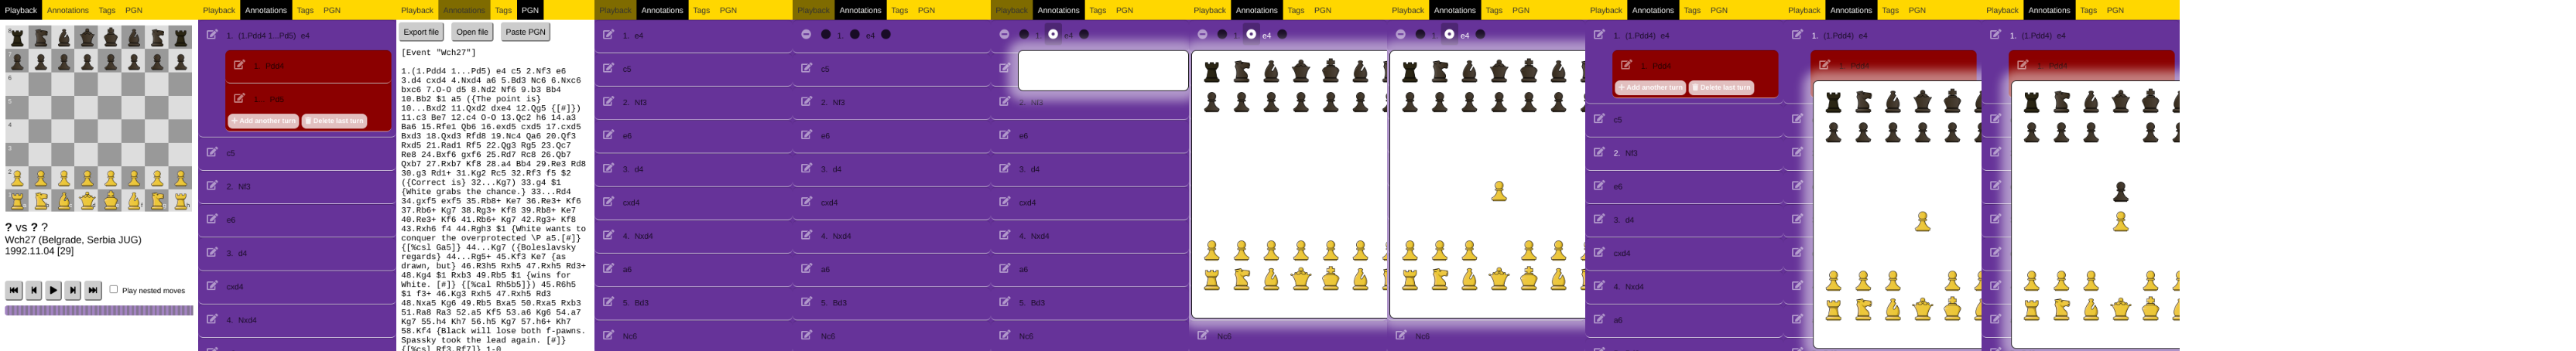 Playback Annotations Tags PGN
8
7
6
5
4
3
2
? vs ? ?
Wch27 (Belgrade, Serbia JUG)
1992.11.04 [29]
Play nested moves
Playback Annotations Tags PGN
1. (1.Pdd4 1...Pd5) e4
1. Pdd4
1... Pd5
Add another turn Delete last turn
c5
2. Nf3
e6
3. d4
cxd4
4. Nxd4
Playback Annotations Tags PGN
Export file Open file Paste PGN
[Event "Wch27"]
1.(1.Pdd4 1...Pd5) e4 c5 2.Nf3 e6
3.d4 cxd4 4.Nxd4 a6 5.Bd3 Nc6 6.Nxc6
bxc6 7.O-O d5 8.Nd2 Nf6 9.b3 Bb4
10.Bb2 $1 a5 ({The point is}
10...Bxd2 11.Qxd2 dxe4 12.Qg5 {[#]})
11.c3 Be7 12.c4 O-O 13.Qc2 h6 14.a3
Ba6 15.Rfe1 Qb6 16.exd5 cxd5 17.cxd5
Bxd3 18.Qxd3 Rfd8 19.Nc4 Qa6 20.Qf3
Rxd5 21.Rad1 Rf5 22.Qg3 Rg5 23.Qc7
Re8 24.Bxf6 gxf6 25.Rd7 Rc8 26.Qb7
Qxb7 27.Rxb7 Kf8 28.a4 Bb4 29.Re3 Rd8
30.g3 Rd1+ 31.Kg2 Rc5 32.Rf3 f5 $2
({Correct is} 32...Kg7) 33.g4 $1
{White grabs the chance.} 33...Rd4
34.gxf5 exf5 35.Rb8+ Ke7 36.Re3+ Kf6
37.Rb6+ Kg7 38.Rg3+ Kf8 39.Rb8+ Ke7
40.Re3+ Kf6 41.Rb6+ Kg7 42.Rg3+ Kf8
43.Rxh6 f4 44.Rgh3 $1 {White wants to
conquer the overprotected \P a5.[#]}
{[%csl Ga5]} 44...Kg7 ({Boleslavsky
regards} 44...Rg5+ 45.Kf3 Ke7 {as
drawn, but} 46.R3h5 Rxh5 47.Rxh5 Rd3+
48.Kg4 $1 Rxb3 49.Rb5 $1 {wins for
White. [#]} {[%cal Rh5b5]}) 45.R6h5
$1 f3+ 46.Kg3 Rxh5 47.Rxh5 Rd3
48.Nxa5 Kg6 49.Rb5 Bxa5 50.Rxa5 Rxb3
51.Ra8 Ra3 52.a5 Kf5 53.a6 Kg6 54.a7
Kg7 55.h4 Kh7 56.h5 Kg7 57.h6+ Kh7
58.Kf4 {Black will lose both f-pawns.
Spassky took the lead again. [#]}
{[%csl Rf3,Rf7]} 1-0
Playback Annotations Tags PGN
1. e4
c5
2. Nf3
e6
3. d4
cxd4
4. Nxd4
a6
5. Bd3
Nc6
Playback Annotations Tags PGN
1. e4
c5
2. Nf3
e6
3. d4
cxd4
4. Nxd4
a6
5. Bd3
Nc6
Playback Annotations Tags PGN
1. e4
2. Nf3
e6
3. d4
cxd4
4. Nxd4
a6
5. Bd3
Nc6
Playback Annotations Tags PGN
1. e4
Nc6
Playback Annotations Tags PGN
1. e4
Nc6
Playback Annotations Tags PGN
1. (1.Pdd4) e4
1. Pdd4
Add another turn Delete last turn
c5
2. Nf3
e6
3. d4
cxd4
4. Nxd4
a6
Playback Annotations Tags PGN
1. (1.Pdd4) e4
1. Pdd4
Playback Annotations Tags PGN
1. (1.Pdd4) e4
1. Pdd4